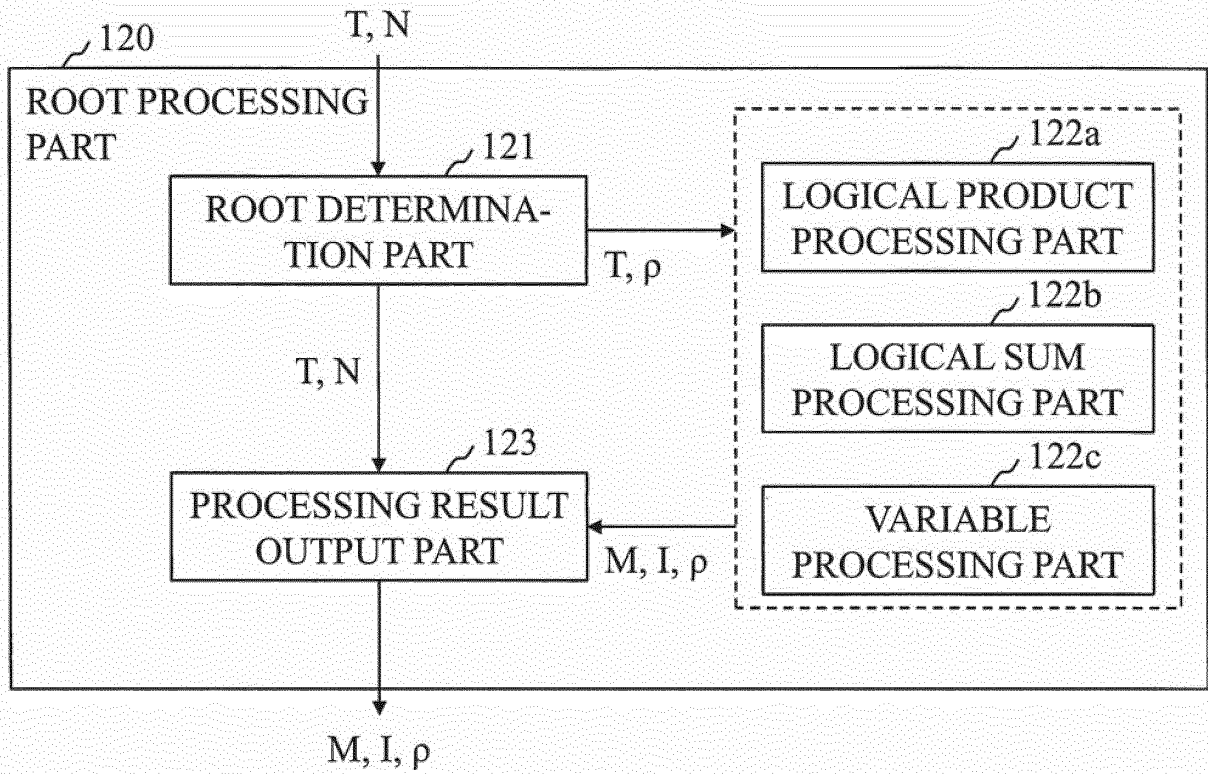 T, N
120
ROOT PROCESSING
PART
121
ROOT DETERMINA-
TION PART
T, ρ
122a
LOGICAL PRODUCT
PROCESSING PART
122b
LOGICAL SUM
PROCESSING PART
T, N
123
PROCESSING RESULT
OUTPUT PART
122c
VARIABLE
PROCESSING PART
M, I, ρ
M, I, ρ